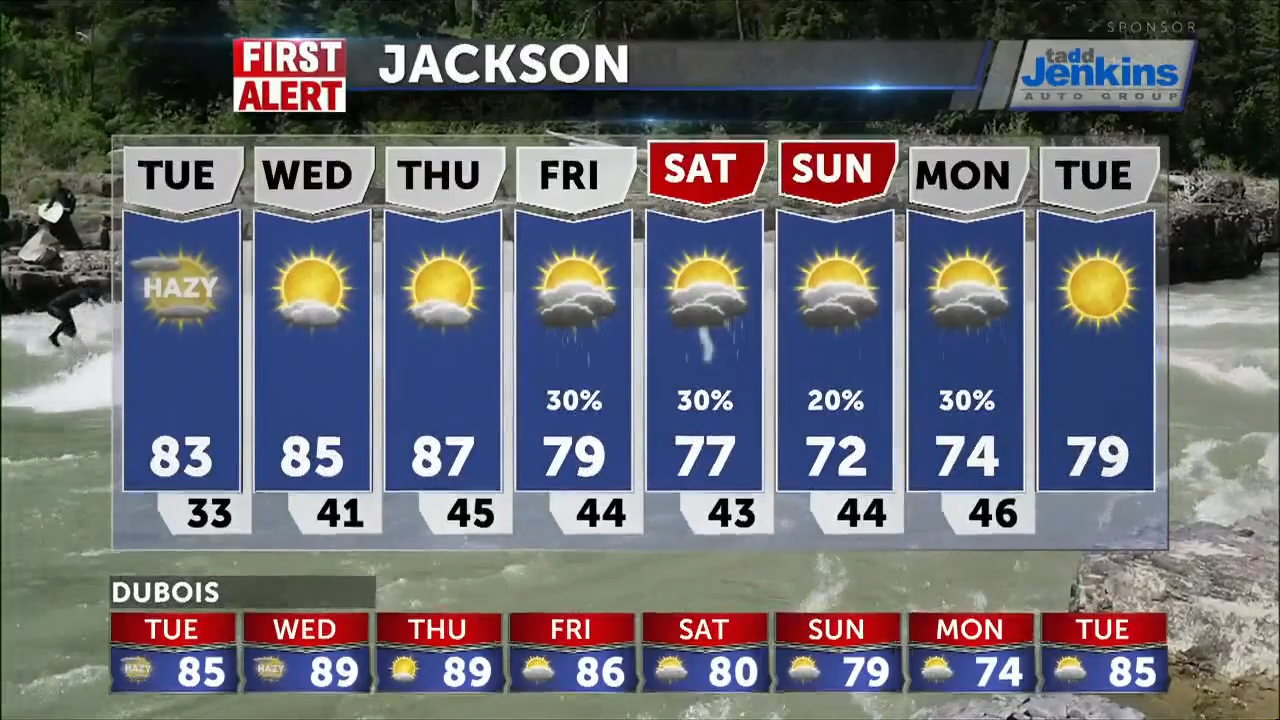 SPONSOR
FIRST
ALERT
JACKSON
tadd
Jenkins
AUTO GROUP
TUE WED THU FRI SAT SUN MON TUE
HAZY
30% 30% 20% 30%
83 85 87 79 77 72 74 79
33 41 45 44 43 44 46
DUBOIS
TUE WED THU FRI SAT SUN MON TUE
HAZY 85 HAZY 89 89 86 80 79 74 85